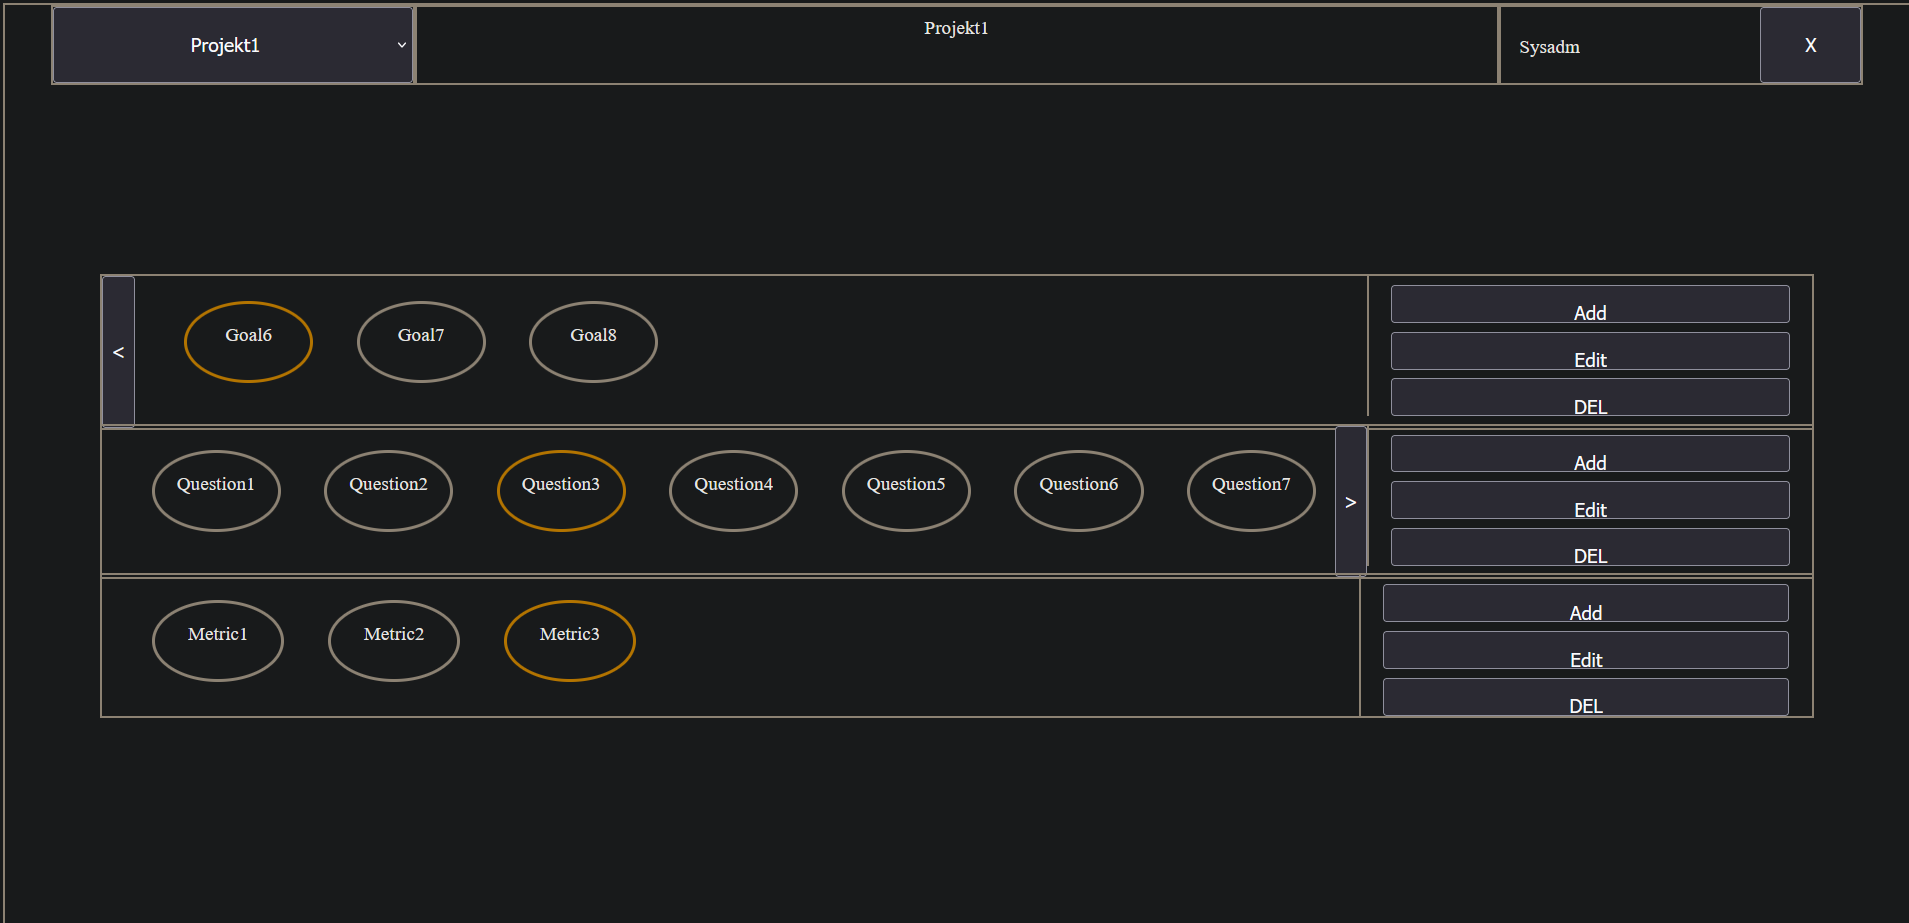 Projekt1
Projekt1
Sysadm
X
<
Goal6
Goal7
Goal8
Add
Edit
DEL
Question1
Question2
Question3
Question4
Question5
Question6
Question7
>
Add
Edit
DEL
Metric1
Metric2
Metric3
Add
Edit
DEL